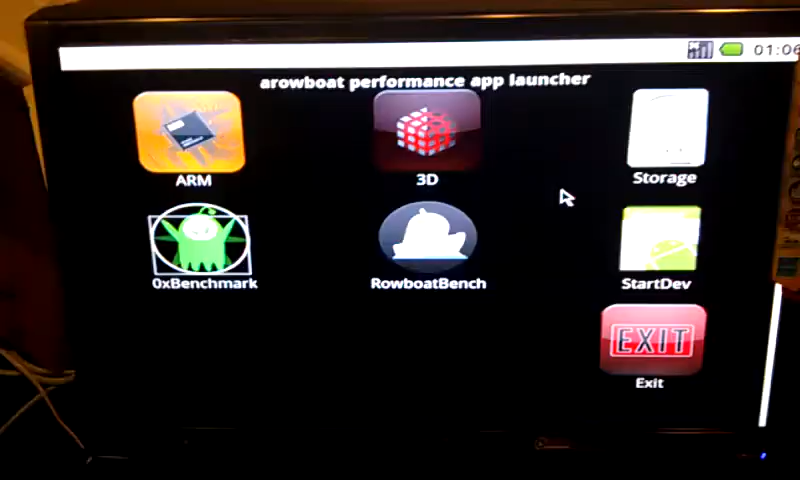 01:06
arowboat performance app launcher
ARM
3D
Storage
0xBenchmark
RowboatBench
StartDev
EXIT
Exit